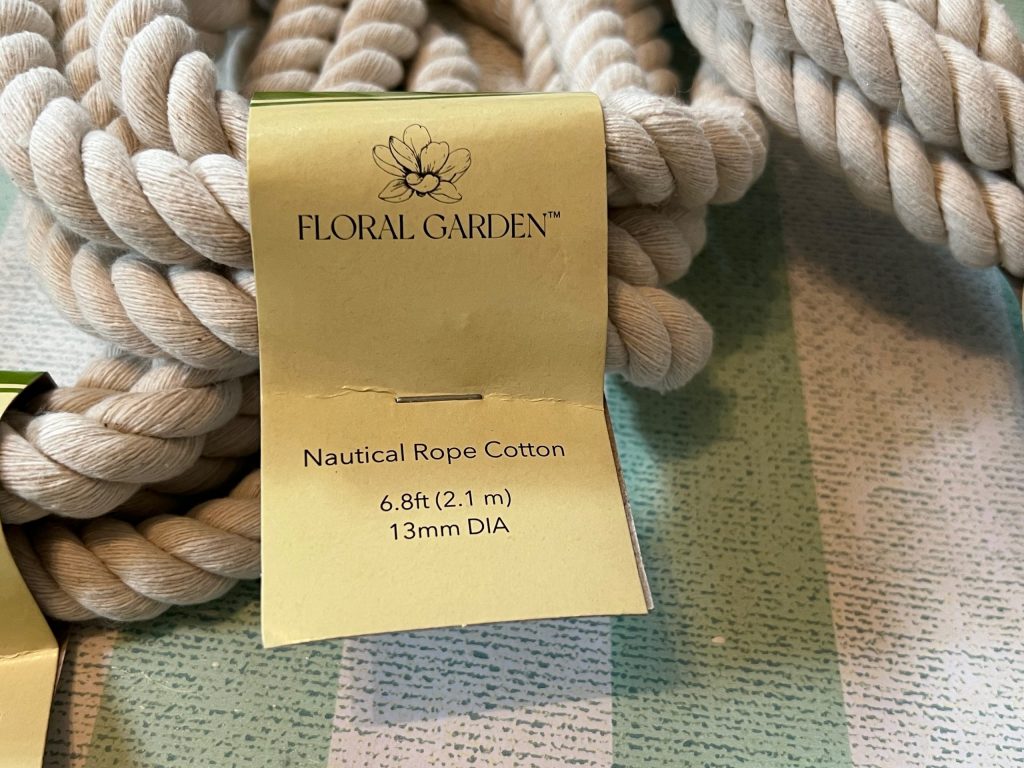 FLORAL GARDEN™
Nautical Rope Cotton
6.8ft (2.1 m)
13mm DIA